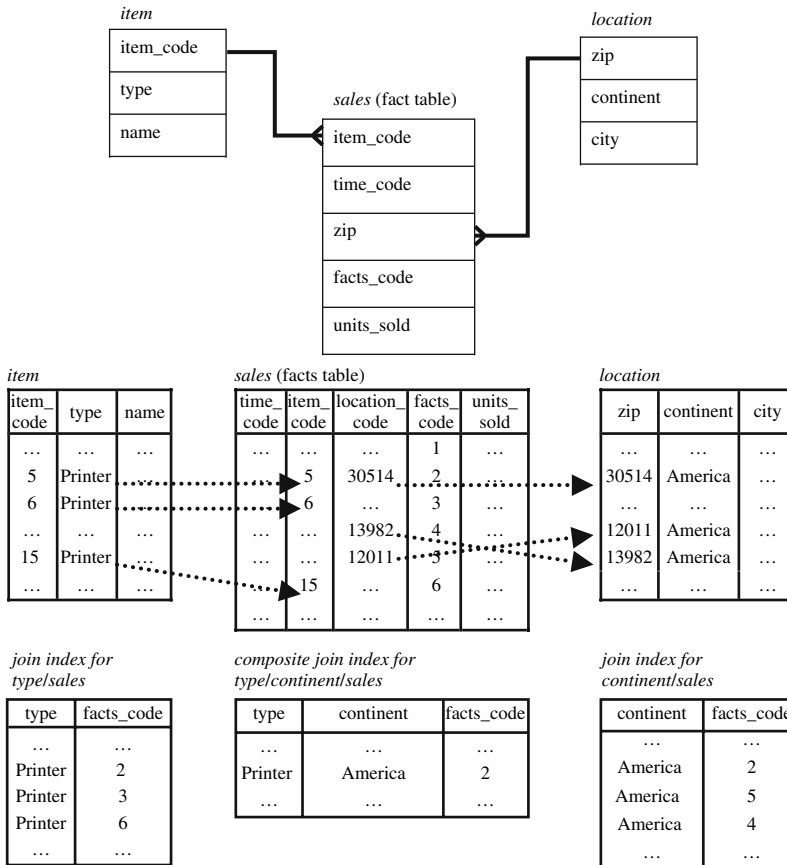 item
item_code
type
name
location
zip
continent
city
sales (fact table)
item_code
time_code
zip
facts_code
units_sold
item
item_ code type name
... ... ...
5 Printer ...
6 Printer ...
... ... ...
15 Printer ...
... ... ...
sales (facts table)
time_ code item_ code location_ code facts_ code units_ sold
... ... ... 1 ...
... 5 30514 2 ...
... 6 ... 3 ...
... ... 13982 4 ...
... ... 12011 5 ...
... 15 ... 6 ...
... ... ... ... ...
location
zip continent city
... ... ...
30514 America ...
... ... ...
12011 America ...
13982 America ...
... ... ...
join index for
type/sales
type facts_code
... ...
Printer 2
Printer 3
Printer 6
... ...
composite join index for
type/continent/sales
type continent facts_code
... ... ...
Printer America 2
... ... ...
join index for
continent/sales
continent facts_code
... ...
America 2
America 5
America 4
... ...